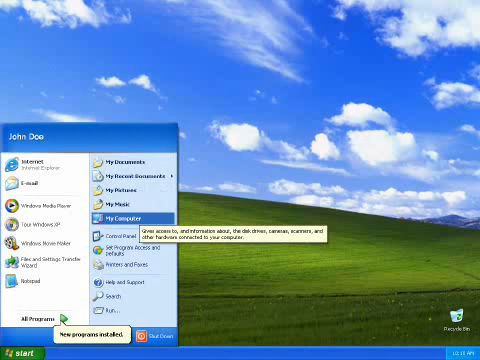 John Doe
Internet
Internet Explorer
E-mail
Windows Media Player
Tour Windows XP
Windows Movie Maker
Files and Settings Transfer
Wizard
Notepad
All Programs
My Documents
My Recent Documents
My Pictures
My Music
My Computer
Control Panel
Set Program Access and
Defaults
Printers and Faxes
Help and Support
Search
Run...
Gives access to, and information about, the disk drives, cameras, scanners, and
other hardware connected to your computer.
New programs installed.
Shut Down
Recycle Bin
start
10:18 AM